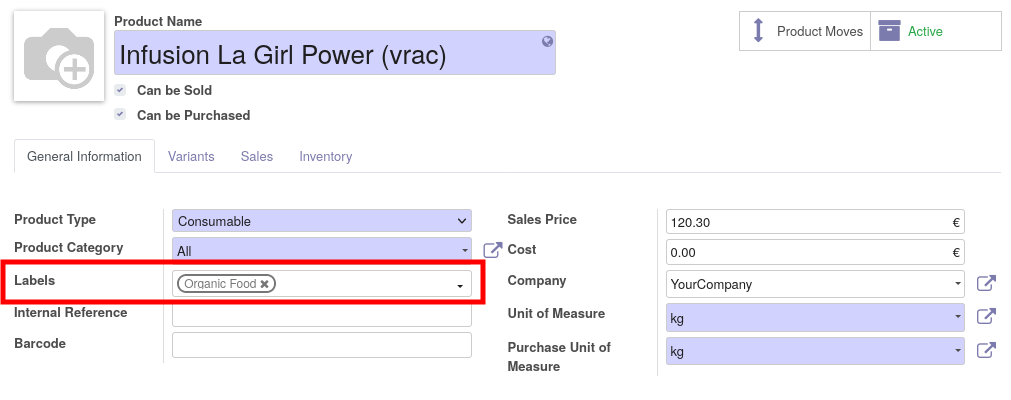 Product Name
Infusion La Girl Power (vrac)
Product Moves
Active
Can be Sold
Can be Purchased
General Information
Variants
Sales
Inventory
Product Type
Consumable
Product Category
All
Labels
Organic Food
Internal Reference
Barcode
Sales Price
120.30 €
Cost
0.00 €
Company
YourCompany
Unit of Measure
kg
Purchase Unit of
Measure
kg